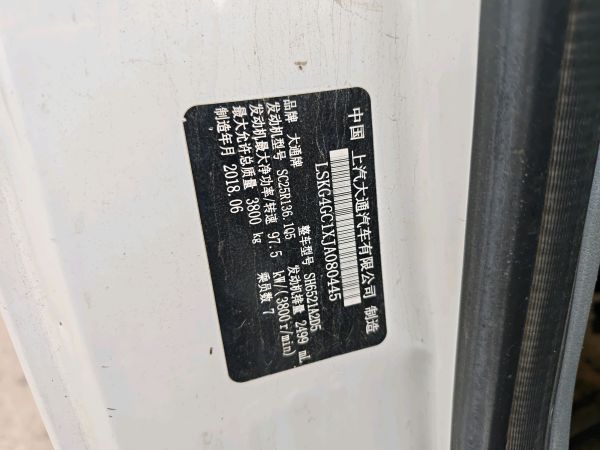 中国 上汽大通汽车有限公司 制造
LSKG4GC1XJA080445
品牌 大通牌 整车型号 SH6521A2D5
发动机型号 SC25R136.1Q5 发动机排量 2499 mL
发动机最大净功率/转速 97.5 kW/(3800r/min)
最大允许总质量 3800 kg 乘员数 7
制造年月 2018.06